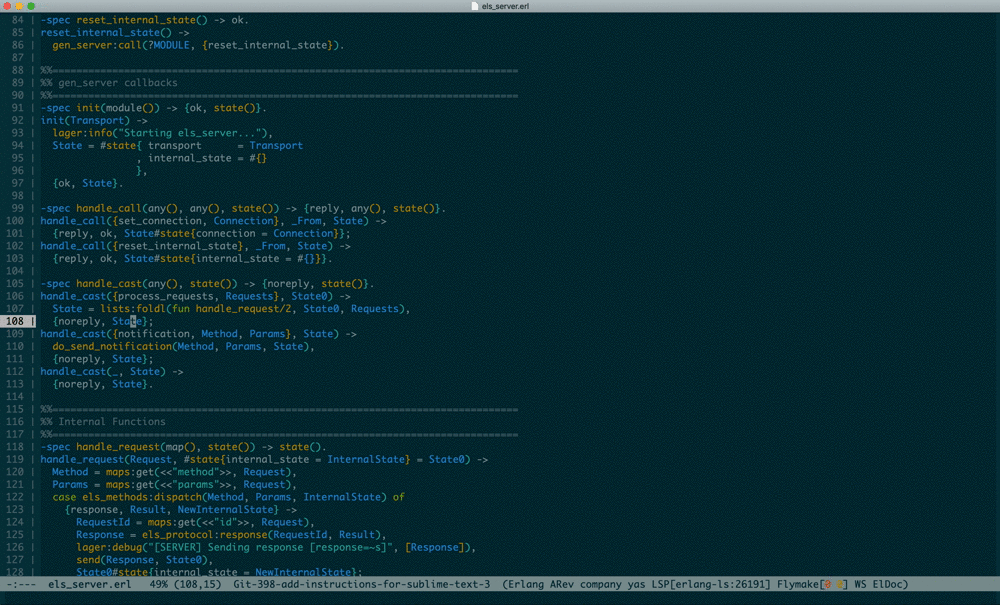 els_server.erl
84 | -spec reset_internal_state() -> ok.
85 | reset_internal_state() ->
86 |   gen_server:call(?MODULE, {reset_internal_state}).
87 |
88 | %%==============================================================================
89 | %% gen_server callbacks
90 | %%==============================================================================
91 | -spec init(module()) -> {ok, state()}.
92 | init(Transport) ->
93 |   lager:info("Starting els_server..."),
94 |   State = #state{ transport      = Transport
95 |                 , internal_state = #{}
96 |                 },
97 |   {ok, State}.
98 |
99 | -spec handle_call(any(), any(), state()) -> {reply, any(), state()}.
100 | handle_call({set_connection, Connection}, _From, State) ->
101 |   {reply, ok, State#state{connection = Connection}};
102 | handle_call({reset_internal_state}, _From, State) ->
103 |   {reply, ok, State#state{internal_state = #{}}}.
104 |
105 | -spec handle_cast(any(), state()) -> {noreply, state()}.
106 | handle_cast({process_requests, Requests}, State0) ->
107 |   State = lists:foldl(fun handle_request/2, State0, Requests),
108 |   {noreply, State};
109 | handle_cast({notification, Method, Params}, State) ->
110 |   do_send_notification(Method, Params, State),
111 |   {noreply, State};
112 | handle_cast(_, State) ->
113 |   {noreply, State}.
114 |
115 | %%==============================================================================
116 | %% Internal Functions
117 | %%==============================================================================
118 | -spec handle_request(map(), state()) -> state().
119 | handle_request(Request, #state{internal_state = InternalState} = State0) ->
120 |   Method = maps:get(<<"method">>, Request),
121 |   Params = maps:get(<<"params">>, Request),
122 |   case els_methods:dispatch(Method, Params, InternalState) of
123 |     {response, Result, NewInternalState} ->
124 |       RequestId = maps:get(<<"id">>, Request),
125 |       Response = els_protocol:response(RequestId, Result),
126 |       lager:debug("[SERVER] Sending response [response=~s]", [Response]),
127 |       send(Response, State0),
128 |       State0#state{internal_state = NewInternalState};
-:---  els_server.erl   49% (108,15)  Git-398-add-instructions-for-sublime-text-3  (Erlang ARev company yas LSP[erlang-ls:26191] Flymake[0 0] WS ElDoc)